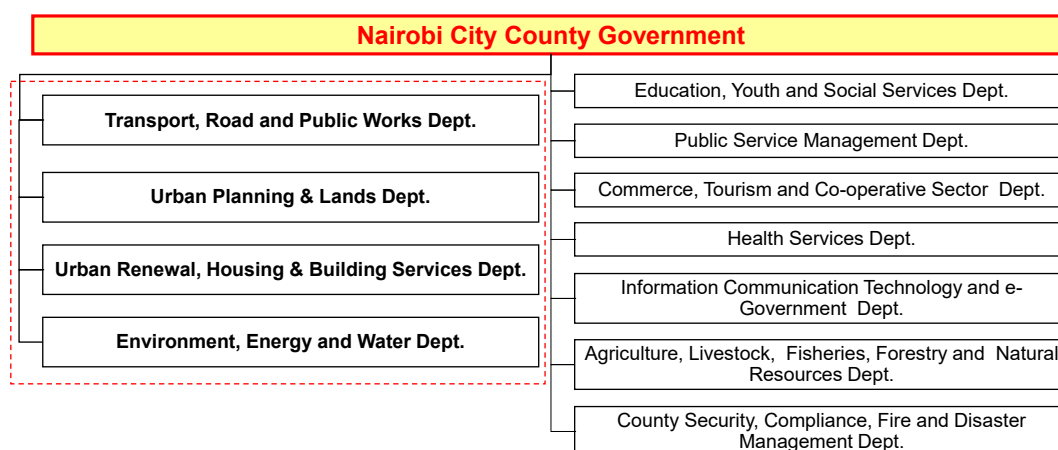 Nairobi City County Government
Transport, Road and Public Works Dept.
Urban Planning & Lands Dept.
Urban Renewal, Housing & Building Services Dept.
Environment, Energy and Water Dept.
Education, Youth and Social Services Dept.
Public Service Management Dept.
Commerce, Tourism and Co-operative Sector Dept.
Health Services Dept.
Information Communication Technology and e-
Government Dept.
Agriculture, Livestock, Fisheries, Forestry and Natural
Resources Dept.
County Security, Compliance, Fire and Disaster
Management Dept.